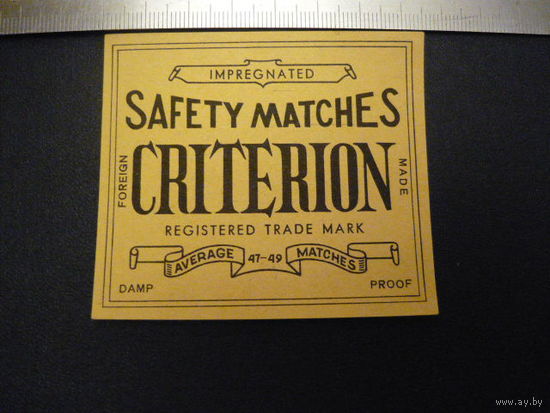 IMPREGNATED
SAFETY MATCHES
FOREIGN
CRITERION
MADE
REGISTERED TRADE MARK
AVERAGE 47-49 MATCHES
DAMP PROOF
www.ay.by